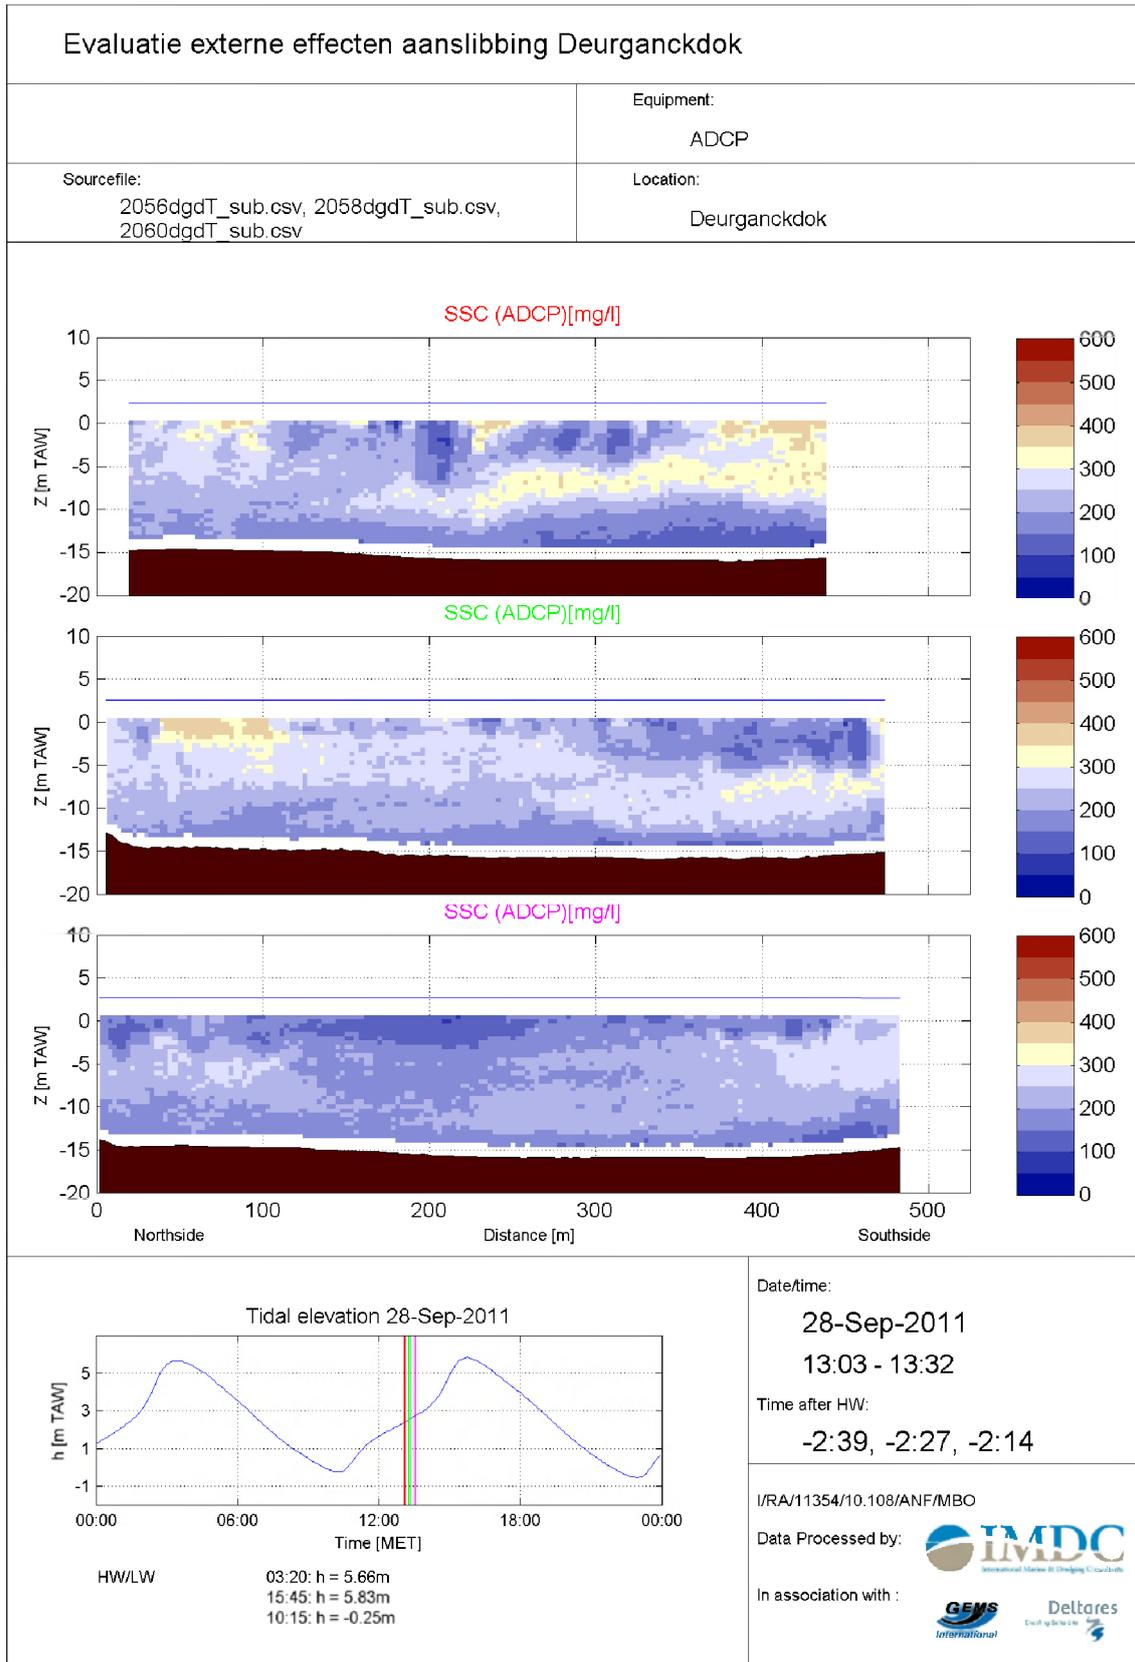 Evaluatie externe effecten aanslibbing Deurganckdok
Equipment:
ADCP
Sourcefile:
2056dgdT_sub.csv, 2058dgdT_sub.csv,
2060dgdT_sub.csv
Location:
Deurganckdok
SSC (ADCP)[mg/l]
10
5
0
-5
-10
-15
-20
Z [m TAW]
600
500
400
300
200
100
0
SSC (ADCP)[mg/l]
10
5
0
-5
-10
-15
-20
Z [m TAW]
600
500
400
300
200
100
0
SSC (ADCP)[mg/l]
10
5
0
-5
-10
-15
-20
Z [m TAW]
600
500
400
300
200
100
0
0 100 200 300 400 500
Northside Distance [m] Southside
Tidal elevation 28-Sep-2011
5
3
1
-1
h [m TAW]
00:00 06:00 12:00 18:00 00:00
Time [MET]
HW/LW 03:20: h = 5.66m
15:45: h = 5.83m
10:15: h = -0.25m
Date/time:
28-Sep-2011
13:03 - 13:32
Time after HW:
-2:39, -2:27, -2:14
I/RA/11354/10.108/ANF/MBO
Data Processed by:
IMDC
International Marine & Dredging Consultants
In association with :
GEMS
International
Deltares
Enabling Delta Life